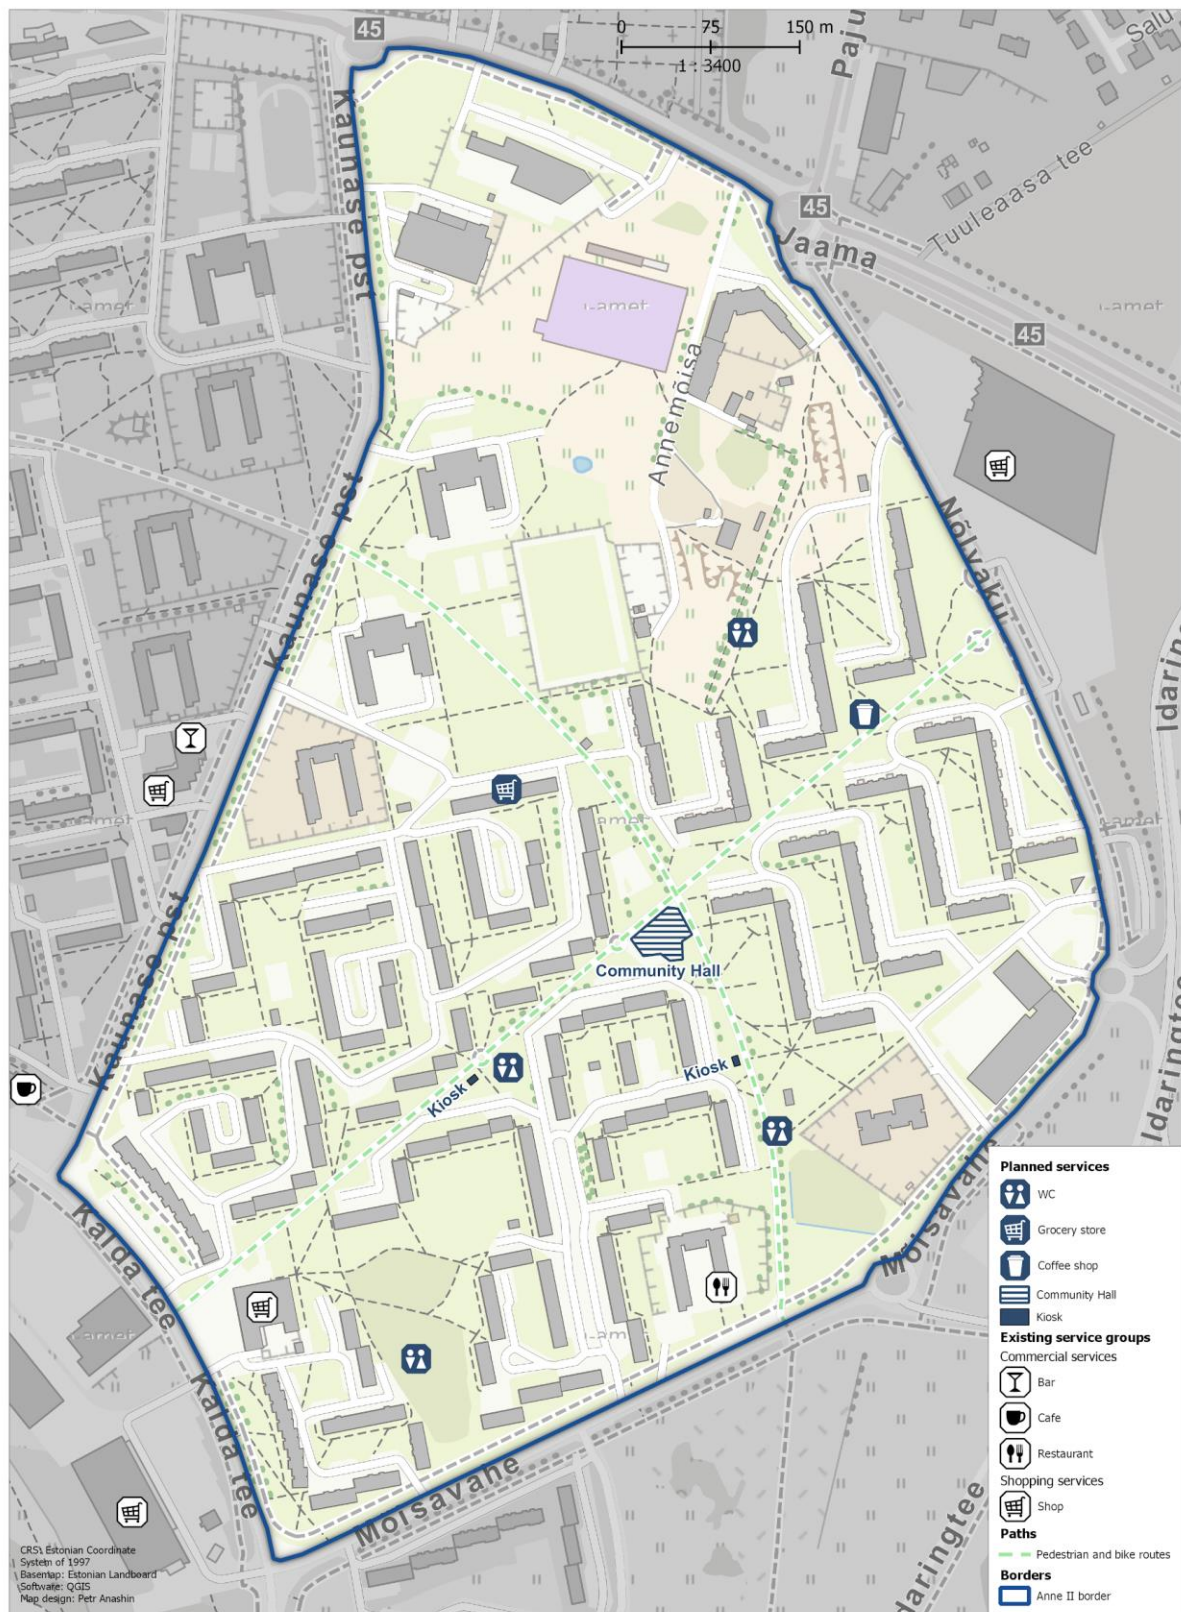 45
0 75 150 m
1 : 3400
Paju
Salu
Kaunase pst
45
Jaama
Tuuleaasa tee
45
Annemõisa
Kaunase pst
Nõlvaku
Kaunase pst
Community Hall
Kiosk
Kiosk
Idaringtee
Kalda tee
Mõisavahe
Kalda tee
Mõisavahe
Idaringtee
Planned services
WC
Grocery store
Coffee shop
Community Hall
Kiosk
Existing service groups
Commercial services
Bar
Cafe
Restaurant
Shopping services
Shop
Paths
Pedestrian and bike routes
Borders
Anne II border
CRS: Estonian Coordinate
System of 1997
Basemap: Estonian Landboard
Software: QGIS
Map design: Petr Anashin